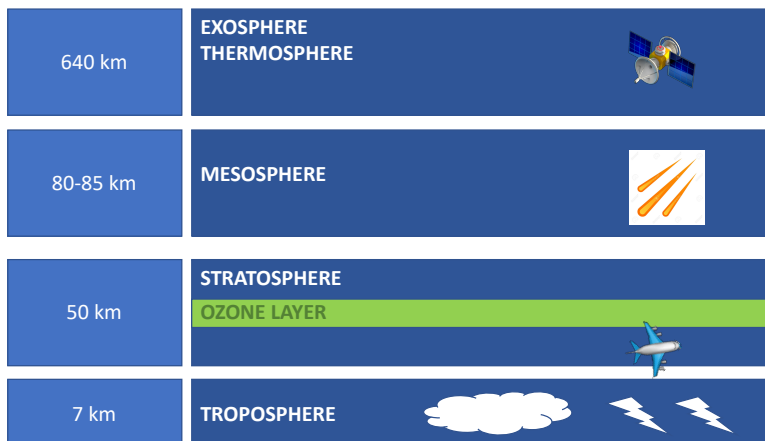 640 km
EXOSPHERE
THERMOSPHERE
80-85 km
MESOSPHERE
50 km
STRATOSPHERE
OZONE LAYER
7 km
TROPOSPHERE